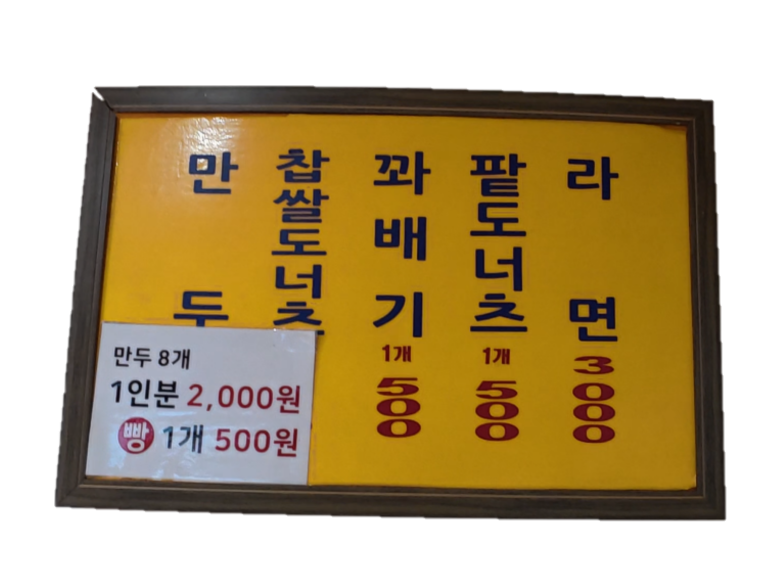 만두
찹쌀도너츠
꽈배기
1개
500
팥도너츠
1개
500
라면
3000
만두 8개
1인분 2,000원
빵 1개 500원